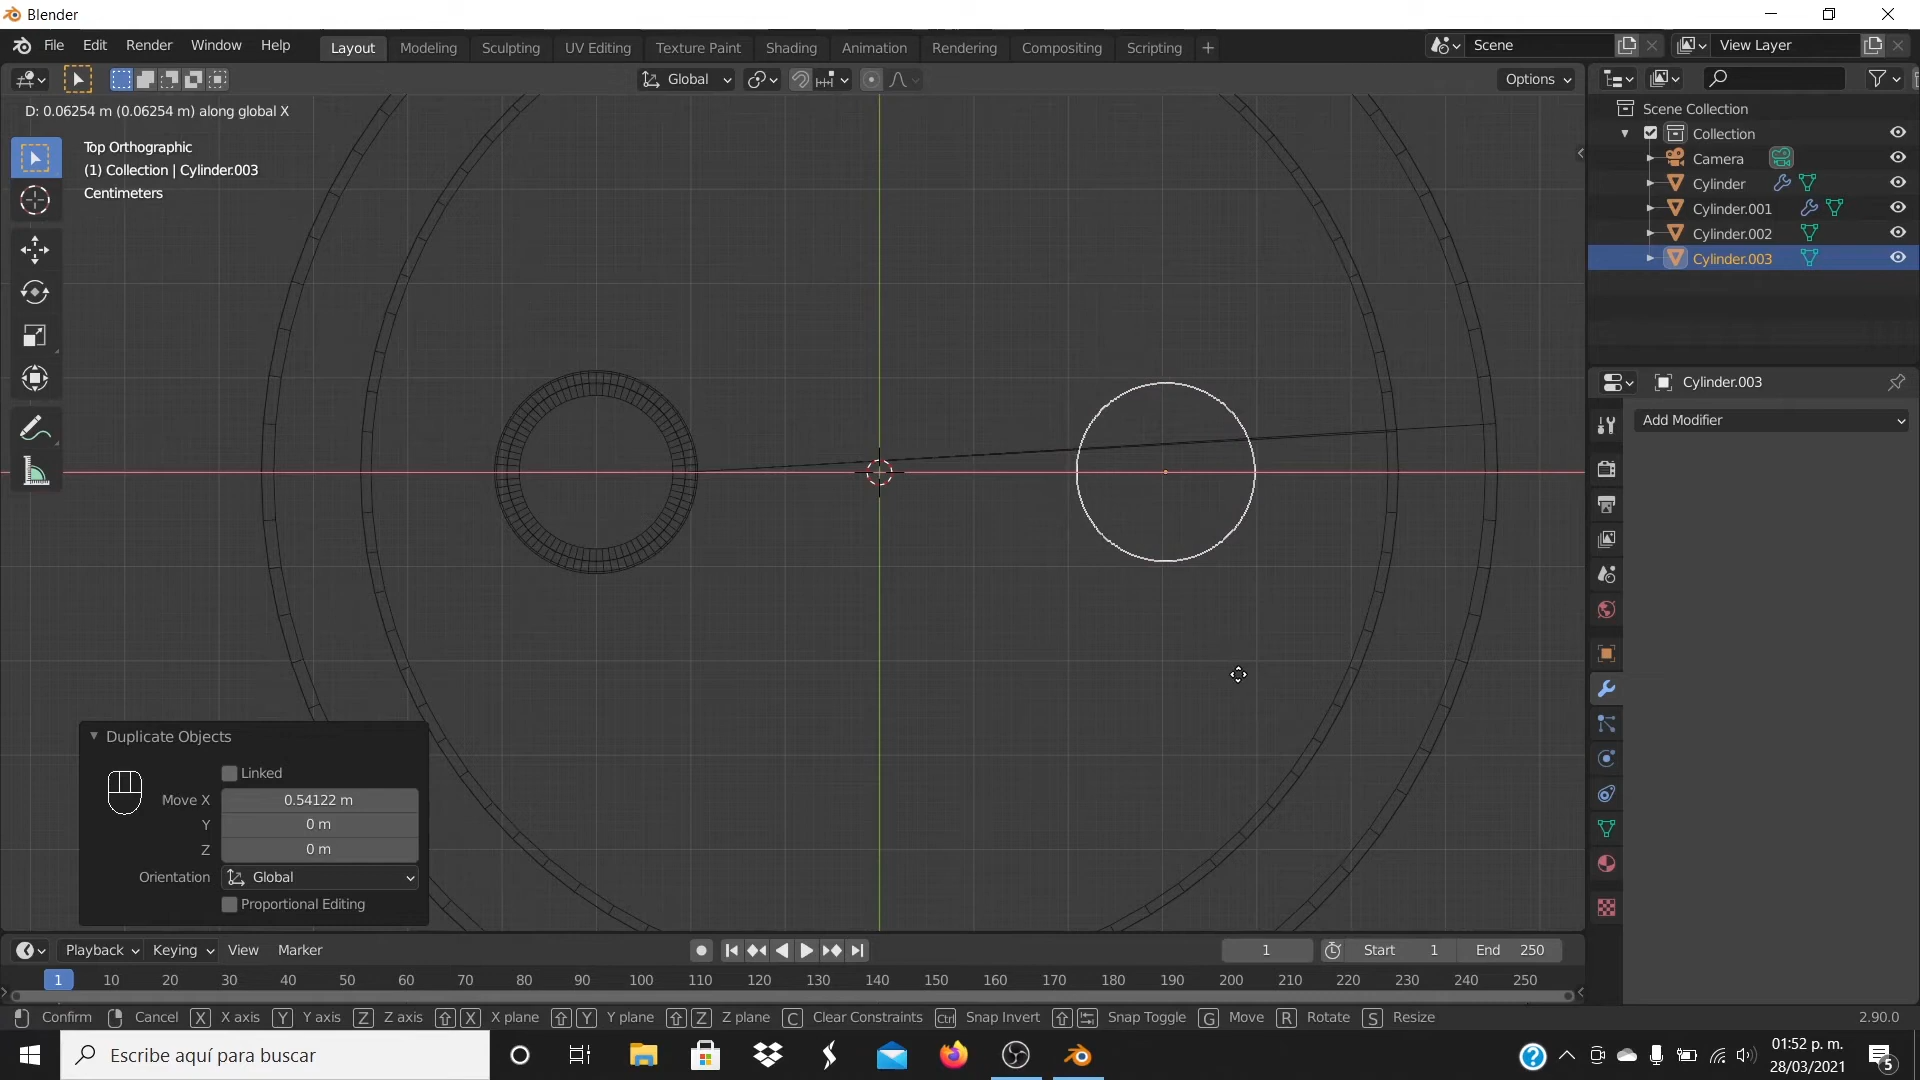 Blender
File Edit Render Window Help
Layout Modeling Sculpting UV Editing Texture Paint Shading Animation Rendering Compositing Scripting +
Scene
View Layer
Global
Options
D: 0.06254 m (0.06254 m) along global X
Top Orthographic
(1) Collection | Cylinder.003
Centimeters
Scene Collection
Collection
Camera
Cylinder
Cylinder.001
Cylinder.002
Cylinder.003
Cylinder.003
Add Modifier
Duplicate Objects
Linked
Move X 0.54122 m
Y 0 m
Z 0 m
Orientation Global
Proportional Editing
Playback Keying View Marker
1 Start 1 End 250
1 10 20 30 40 50 60 70 80 90 100 110 120 130 140 150 160 170 180 190 200 210 220 230 240 250
Confirm Cancel X X axis Y Y axis Z Z axis X X plane Y Y plane Z Z plane C Clear Constraints Ctrl Snap Invert Snap Toggle G Move R Rotate S Resize 2.90.0
Escribe aquí para buscar
01:52 p. m.
28/03/2021
5